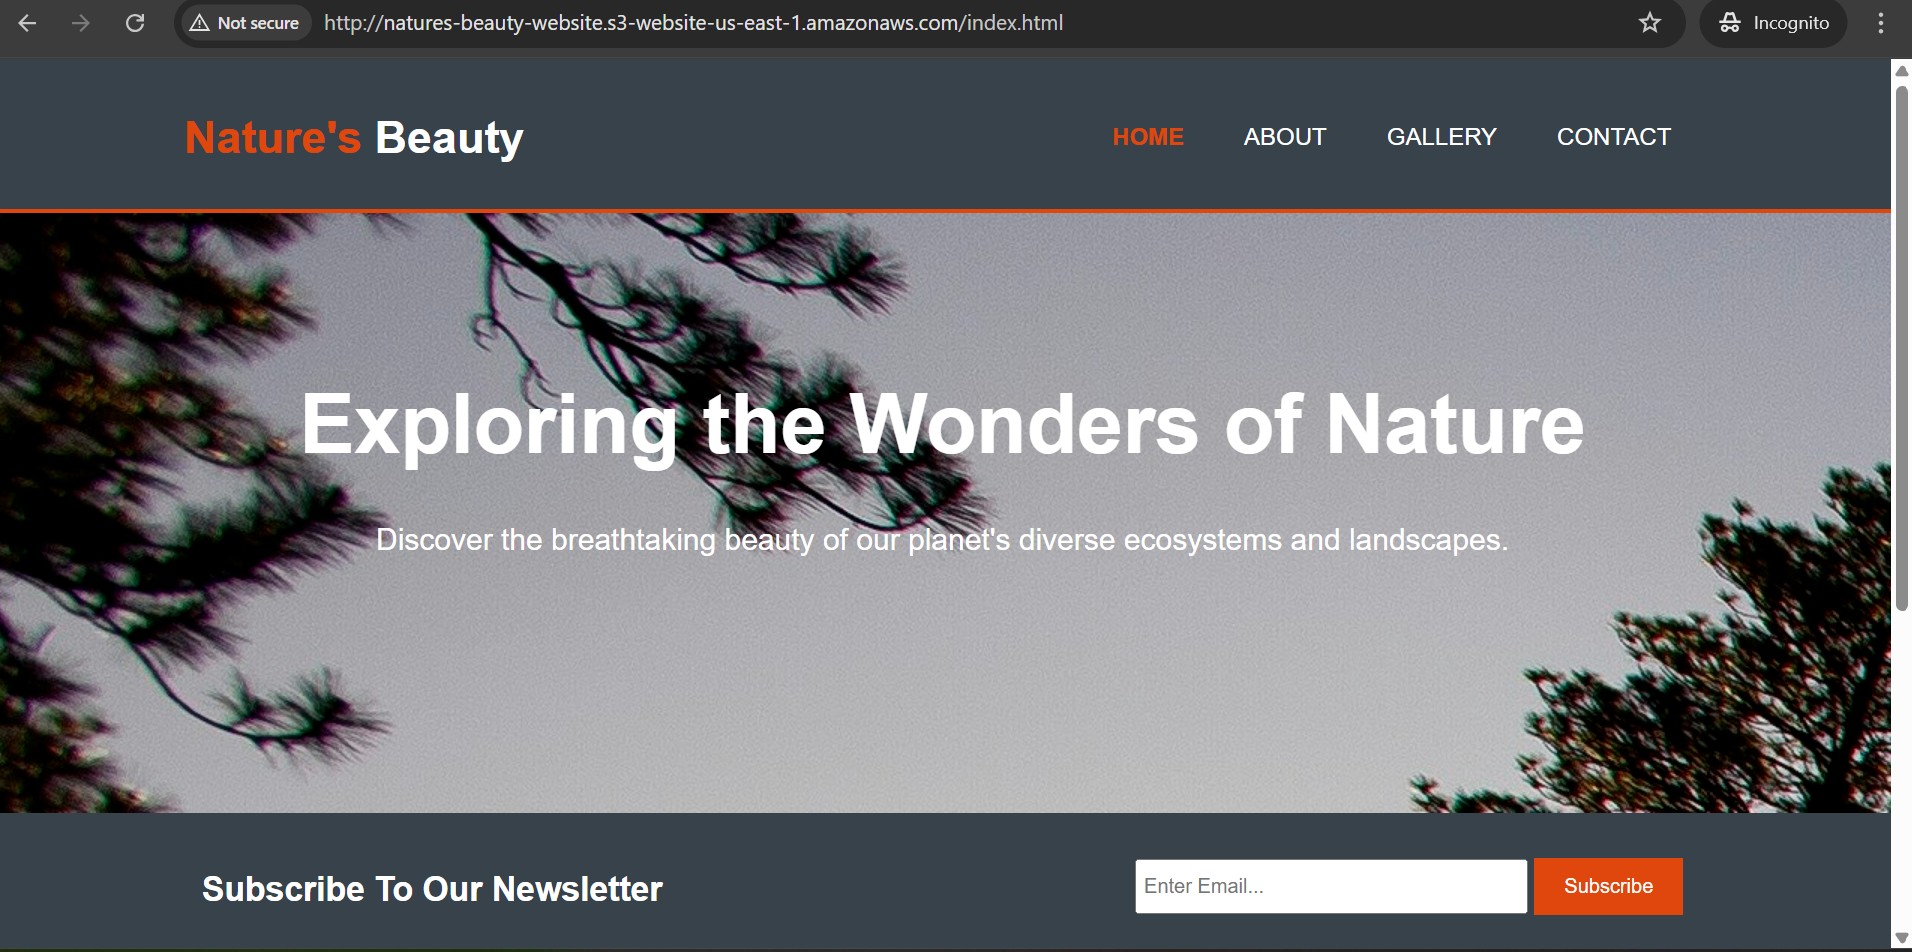 Not secure http://natures-beauty-website.s3-website-us-east-1.amazonaws.com/index.html Incognito
Nature's Beauty HOME ABOUT GALLERY CONTACT
Exploring the Wonders of Nature
Discover the breathtaking beauty of our planet's diverse ecosystems and landscapes.
Subscribe To Our Newsletter Enter Email... Subscribe